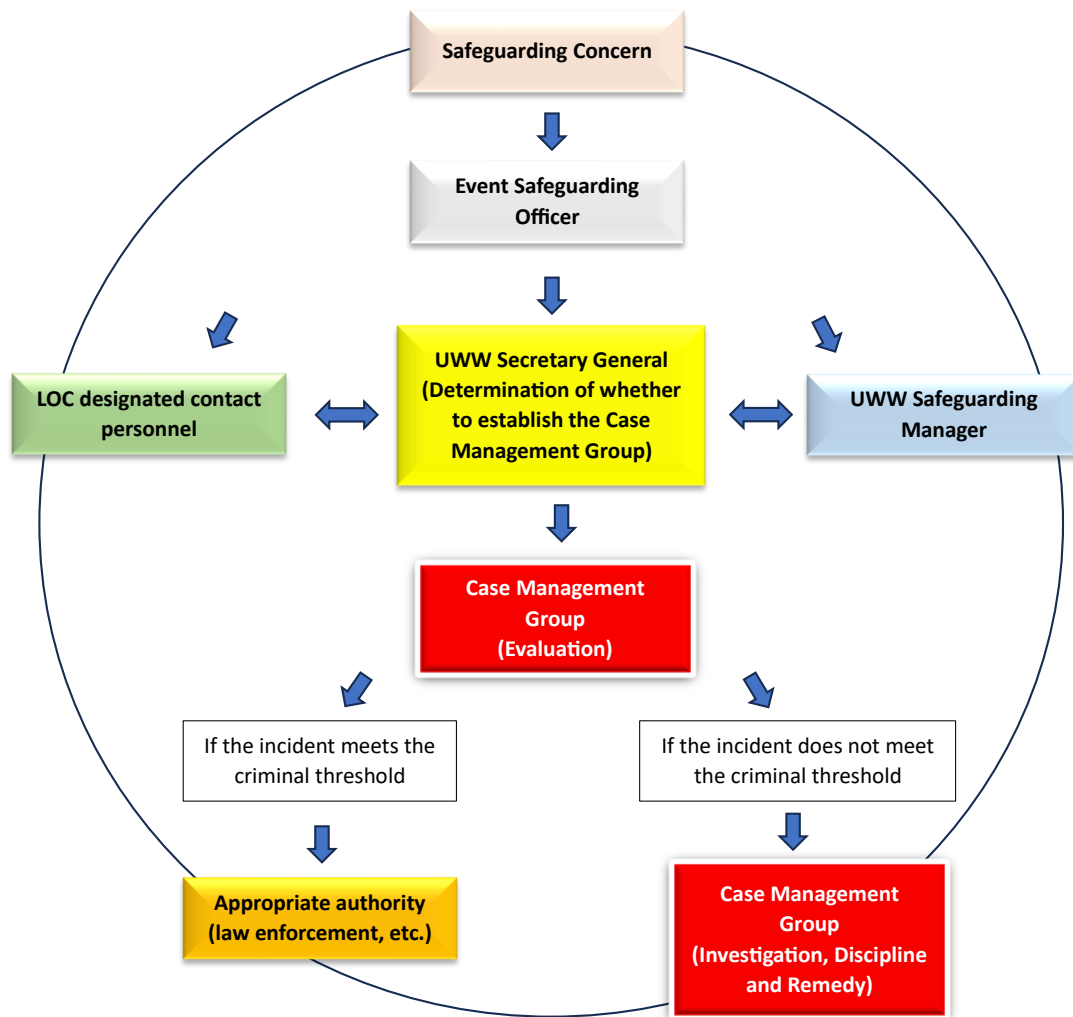 Safeguarding Concern
Event Safeguarding
Officer
UWW Secretary General
(Determination of whether
to establish the Case
Management Group)
LOC designated contact
personnel
UWW Safeguarding
Manager
Case Management
Group
(Evaluation)
If the incident meets the
criminal threshold
If the incident does not meet
the criminal threshold
Appropriate authority
(law enforcement, etc.)
Case Management
Group
(Investigation, Discipline
and Remedy)